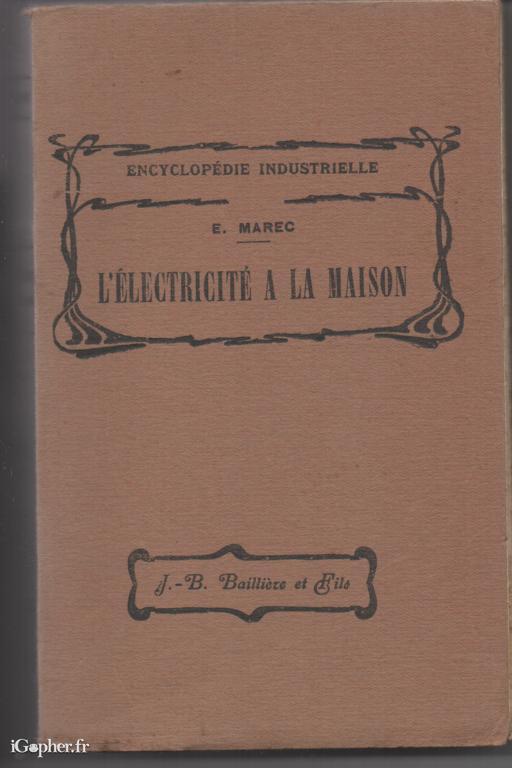 ENCYCLOPÉDIE INDUSTRIELLE
E. MAREC
L'ÉLECTRICITÉ A LA MAISON
J.-B. Baillière et Fils
iGopher.fr